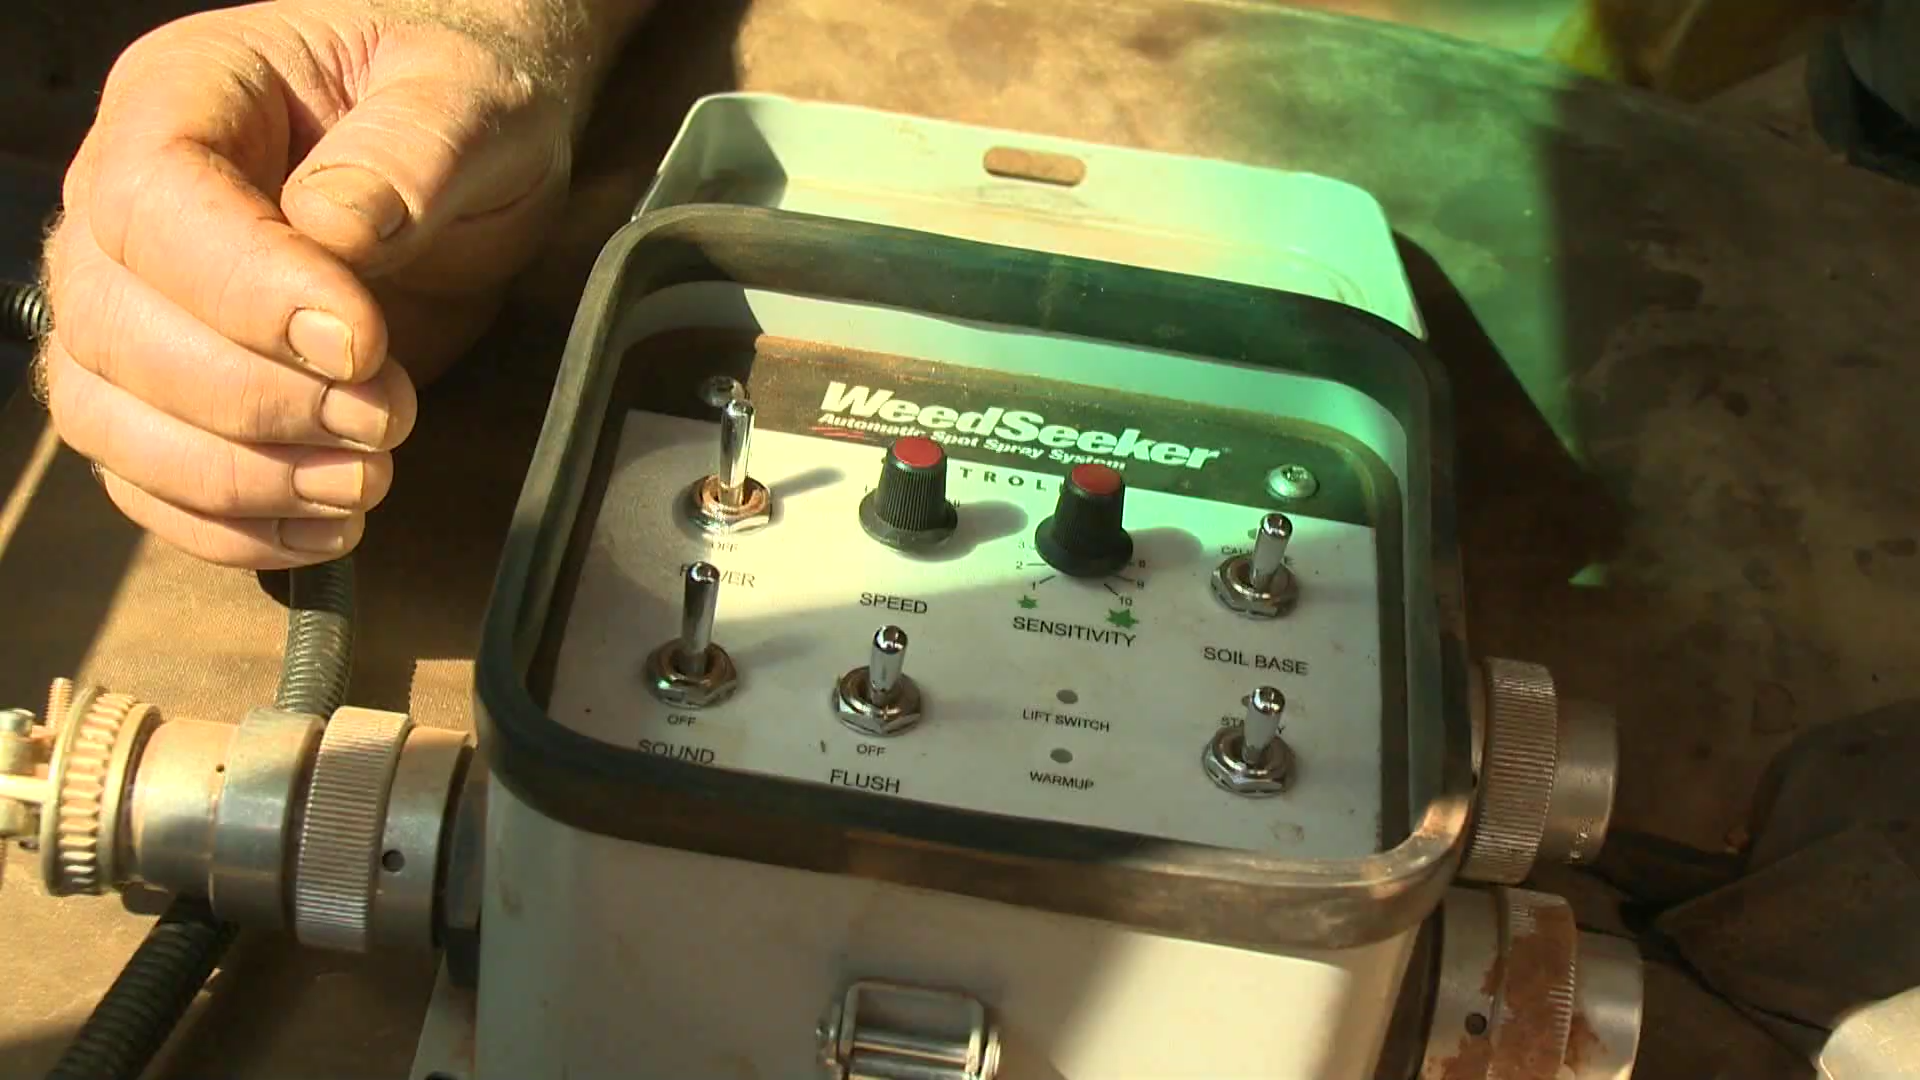 WeedSeeker
Automatic Spot Spray System
OFF
SPEED
3
2
1
8
9
10
SENSITIVITY
SOIL BASE
OFF
SOUND
OFF
FLUSH
LIFT SWITCH
WARMUP